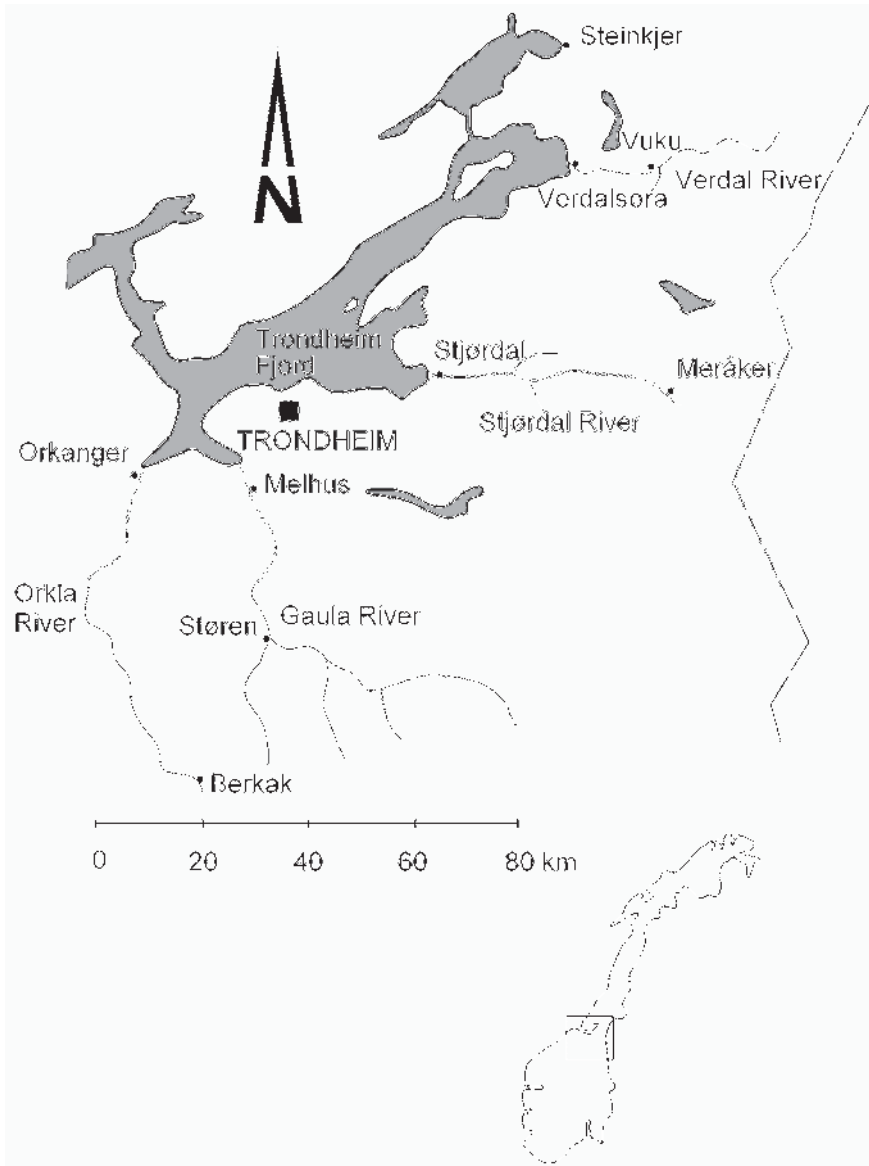 Steinkjer
N
Vuku
Verdal River
Verdalsora
Trondheim
Fjord
Stjørdal
Meråker
Stjørdal River
TRONDHEIM
Orkanger
Melhus
Orkla
River
Støren
Gaula River
Berkak
0 20 40 60 80 km